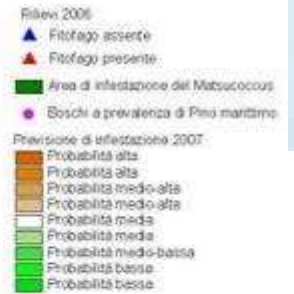 Rilievi 2006
Fitofago assente
Fitofago presente
Area di infestazione del Matsucoccus
Boschi a prevalenza di Pino marittimo
Previsione di infestazione 2007
Probabilità alta
Probabilità alta
Probabilità medio-alta
Probabilità medio-alta
Probabilità media
Probabilità media
Probabilità medio-bassa
Probabilità bassa
Probabilità bassa